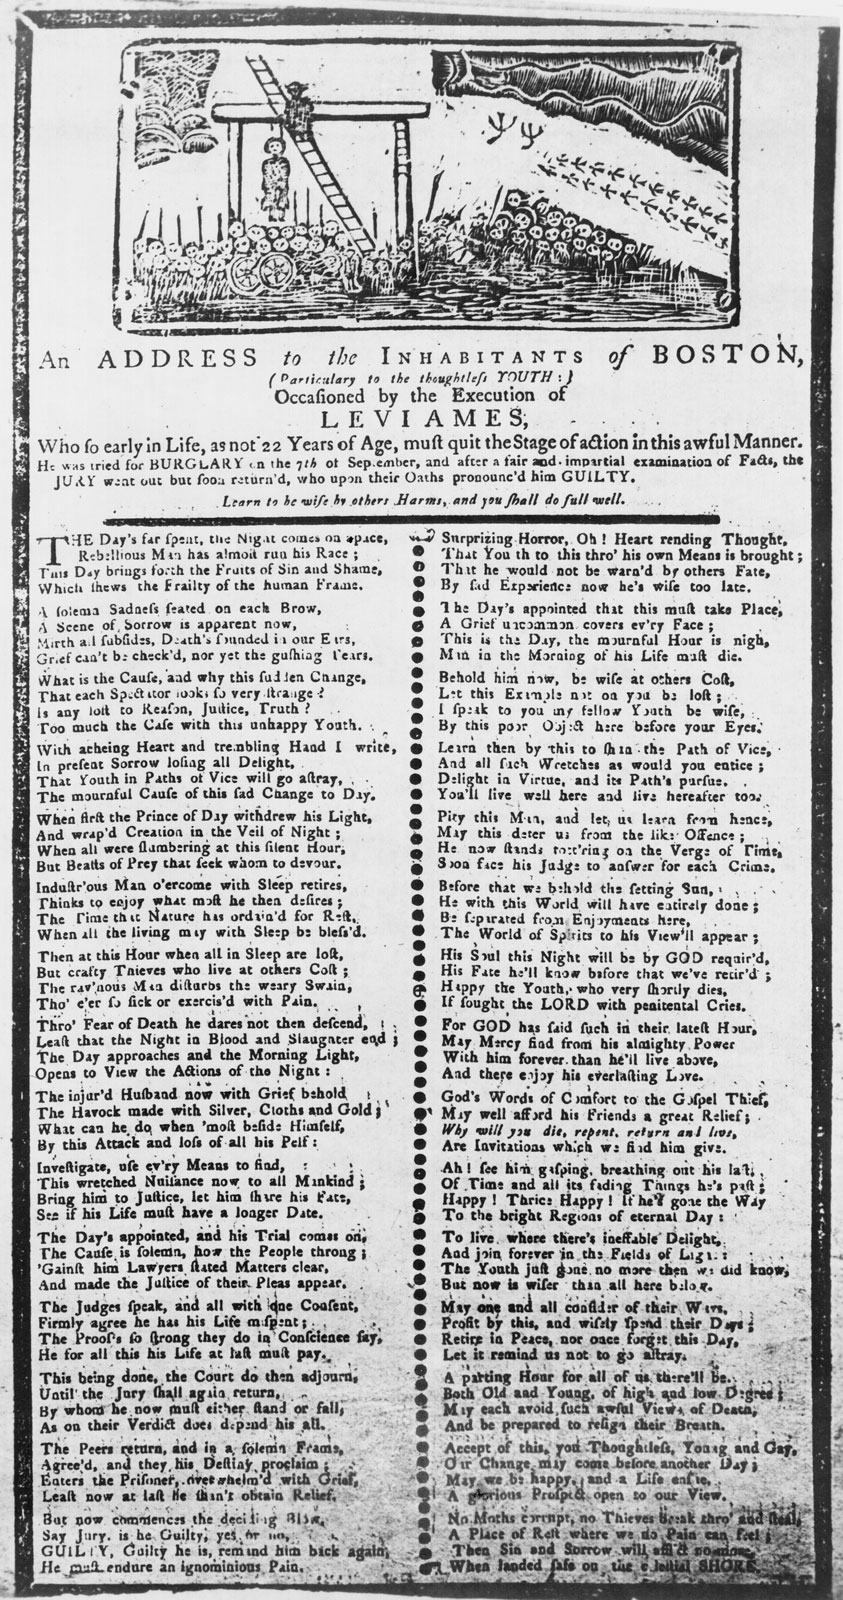 An ADDRESS to the INHABITANTS of BOSTON,
(Particulary to the thoughtleſs YOUTH:)
Occaſioned by the Execution of
LEVI AMES,
Who ſo early in Life, as not 22 Years of Age, muſt quit the Stage of action in this awful Manner.
He was tried for BURGLARY on the 7th of September, and after a fair and impartial examination of Facts, the
JURY went out but ſoon return'd, who upon their Oaths pronounc'd him GUILTY.
Learn to be wiſe by others Harms, and you ſhall do full well.
THE Day's far ſpent, the Night comes on apace,
Rebellious Man has almoſt run his Race;
This Day brings forth the Fruits of Sin and Shame,
Which ſhews the Frailty of the human Frame.
A ſolemn Sadneſs ſeated on each Brow,
A Scene of Sorrow is apparent now,
Mirth all ſubſides, Death's ſounded in our Ears,
Grief can't be check'd, nor yet the guſhing Tears.
What is the Cauſe, and why this ſudden Change,
That each Spectator looks ſo very ſtrange?
Is any loſt to Reaſon, Juſtice, Truth?
Too much the Caſe with this unhappy Youth.
With acheing Heart and trembling Hand I write,
In preſent Sorrow loſing all Delight,
That Youth in Paths of Vice will go aſtray,
The mournful Cauſe of this ſad Change to Day.
When firſt the Prince of Day withdrew his Light,
And wrap'd Creation in the Veil of Night;
When all were ſlumbering at this ſilent Hour,
But Beaſts of Prey that ſeek whom to devour.
Induſtr'ous Man o'ercome with Sleep retires,
Thinks to enjoy what moſt he then deſires;
The Time that Nature has ordain'd for Reſt,
When all the living may with Sleep be bleſs'd.
Then at this Hour when all in Sleep are loſt,
But crafty Thieves who live at others Coſt;
The rav'nous Man diſturbs the weary Swain,
Tho' e'er ſo ſick or exercis'd with Pain.
Thro' Fear of Death he dares not then deſcend,
Leaſt that the Night in Blood and Slaughter end;
The Day approaches and the Morning Light,
Opens to View the Actions of the Night:
The injur'd Huſband now with Grief behold
The Havock made with Silver, Cloths and Gold;
What can he do when 'moſt beſide Himſelf,
By this Attack and loſs of all his Pelf:
Inveſtigate, uſe ev'ry Means to find,
This wretched Nuiſance now to all Mankind;
Bring him to Juſtice, let him ſhare his Fate,
See if his Life muſt have a longer Date.
The Day's appointed, and his Trial comes on,
The Cauſe is ſolemn, how the People throng;
'Gainſt him Lawyers ſtated Matters clear,
And made the Juſtice of their Pleas appear.
The Judges ſpeak, and all with one Conſent,
Firmly agree he has his Life miſpent;
The Proofs ſo ſtrong they do in Conſcience ſay,
He for all this his Life at laſt muſt pay.
This being done, the Court do then adjourn,
Until the Jury ſhall again return,
By whom he now muſt either ſtand or fall,
As on their Verdict does depend his all.
The Peers return, and in a ſolemn Frame,
Agree'd, and they his Deſtiny proclaim;
Enters the Priſoner, overwhelm'd with Grief,
Leaſt now at laſt he ſhan't obtain Relief.
But now commences the deciding Blow,
Say Jury, is he Guilty, yes or no,
GUILTY, Guilty he is, remand him back again,
He muſt endure an ignominious Pain.
Surprizing Horror, Oh! Heart rending Thought,
That Youth to this thro' his own Means is brought;
That he would not be warn'd by others Fate,
By ſad Experience now he's wiſe too late.
The Day's appointed that this muſt take Place,
A Grief uncommon covers ev'ry Face;
This is the Day, the mournful Hour is nigh,
Man in the Morning of his Life muſt die.
Behold him now, be wiſe at others Coſt,
Let this Example not on you be loſt;
I ſpeak to you my fellow Youth be wiſe,
By this poor Object here before your Eyes.
Learn then by this to ſhun the Path of Vice,
And all ſuch Wretches as would you entice;
Delight in Virtue, and its Path's purſue,
You'll live well here and live hereafter too.
Pity this Man, and let us learn from hence,
May this deter us from the like Offence;
He now ſtands tott'ring on the Verge of Time,
Soon face his Judge to anſwer for each Crime.
Before that we behold the ſetting Sun,
He with this World will have entirely done;
Be ſeparated from Enjoyments here,
The World of Spirits to his View'll appear;
His Soul this Night will be by GOD requir'd,
His Fate he'll know before that we've retir'd;
Happy the Youth, who very ſhortly dies,
If ſought the LORD with penitental Cries.
For GOD has ſaid ſuch in their lateſt Hour,
May Mercy find from his almighty Power
With him forever than he'll live above,
And there enjoy his everlaſting Love.
God's Words of Comfort to the Goſpel Thief,
May well afford his Friends a great Relief;
Why will you die, repent, return and live,
Are Invitations which we find him give.
Ah! ſee him gaſping, breathing out his laſt,
Of Time and all its fading Things he's paſt;
Happy! Thrice Happy! If he'f gone the Way
To the bright Regions of eternal Day:
To live where there's ineffable Delight,
And join forever in the Fields of Light:
The Youth juſt gone no more then we did know,
But now is wiſer than all here below.
May one and all conſider of their Ways,
Profit by this, and wiſely ſpend their Days;
Retire in Peace, nor once forget this Day,
Let it remind us not to go aſtray.
A parting Hour for all of us there'll be,
Both Old and Young, of high and low Degree;
May each avoid ſuch awful Views of Death,
And be prepared to reſign their Breath.
Accept of this, you Thoughtleſs, Young and Gay,
Our Change may come before another Day;
May we be happy, and a Life enſue,
A glorious Proſpect open to our View.
No Moths corrupt, no Thieves Break thro' and ſteal,
A Place of Reſt where we do Pain can feel;
Then Sin and Sorrow will afflict no more,
When landed ſafe on the celeſtial SHORE.